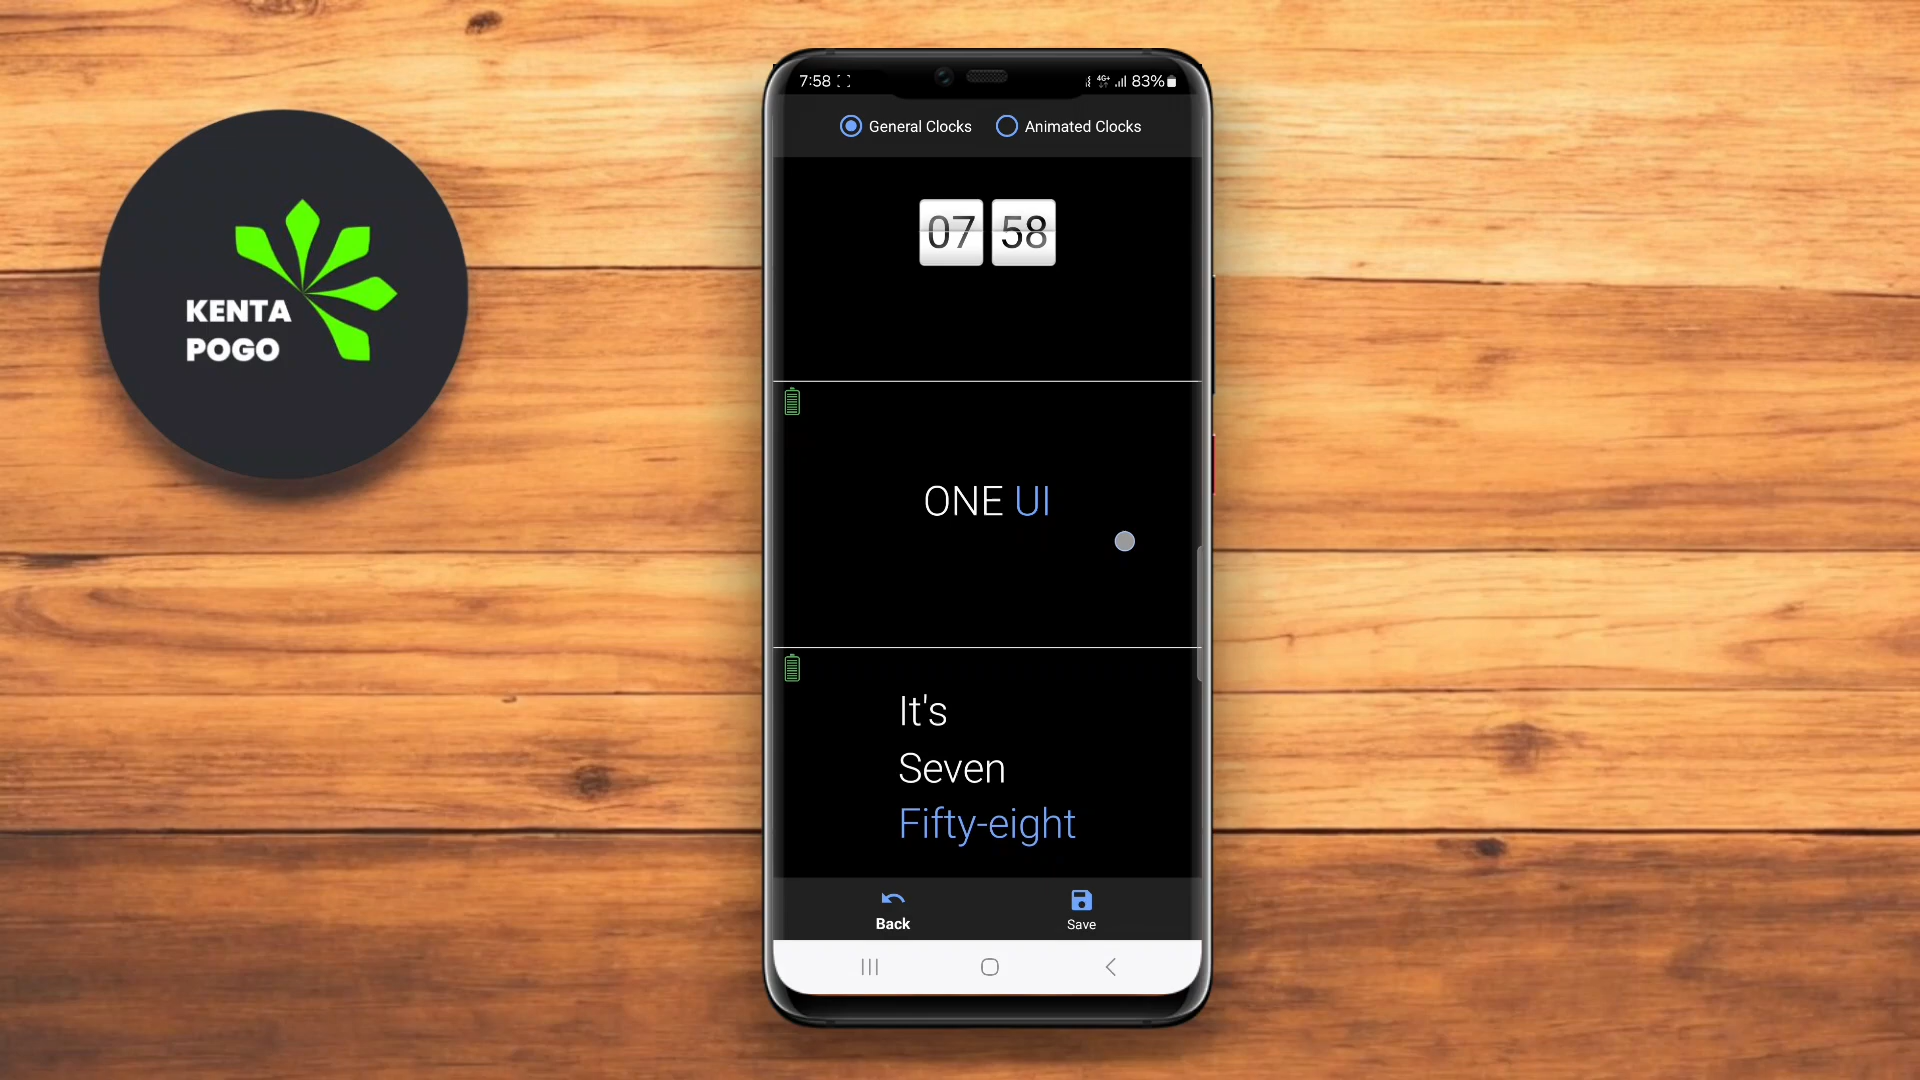 KENTA
POGO
7:58
4G+
83%
General Clocks
Animated Clocks
07 58
ONE UI
It's
Seven
Fifty-eight
Back
Save